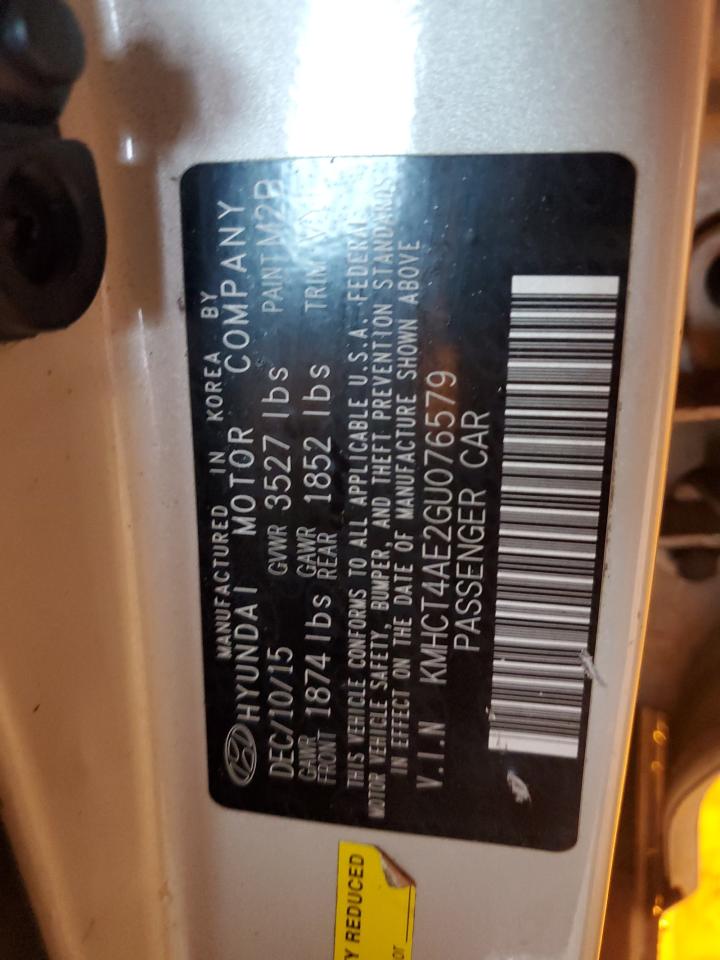 MANUFACTURED IN KOREA BY
HYUNDAI MOTOR COMPANY
DEC/10/15 GVWR 3527 lbs PAINT M2B
GAWR FRONT 1874 lbs GAWR REAR 1852 lbs TRIM
THIS VEHICLE CONFORMS TO ALL APPLICABLE U.S.A. FEDERAL
MOTOR VEHICLE SAFETY, BUMPER, AND THEFT PREVENTION STANDARDS
IN EFFECT ON THE DATE OF MANUFACTURE SHOWN ABOVE
V.I.N KMHCT4AE2GU076579
PASSENGER CAR
Y REDUCED
or